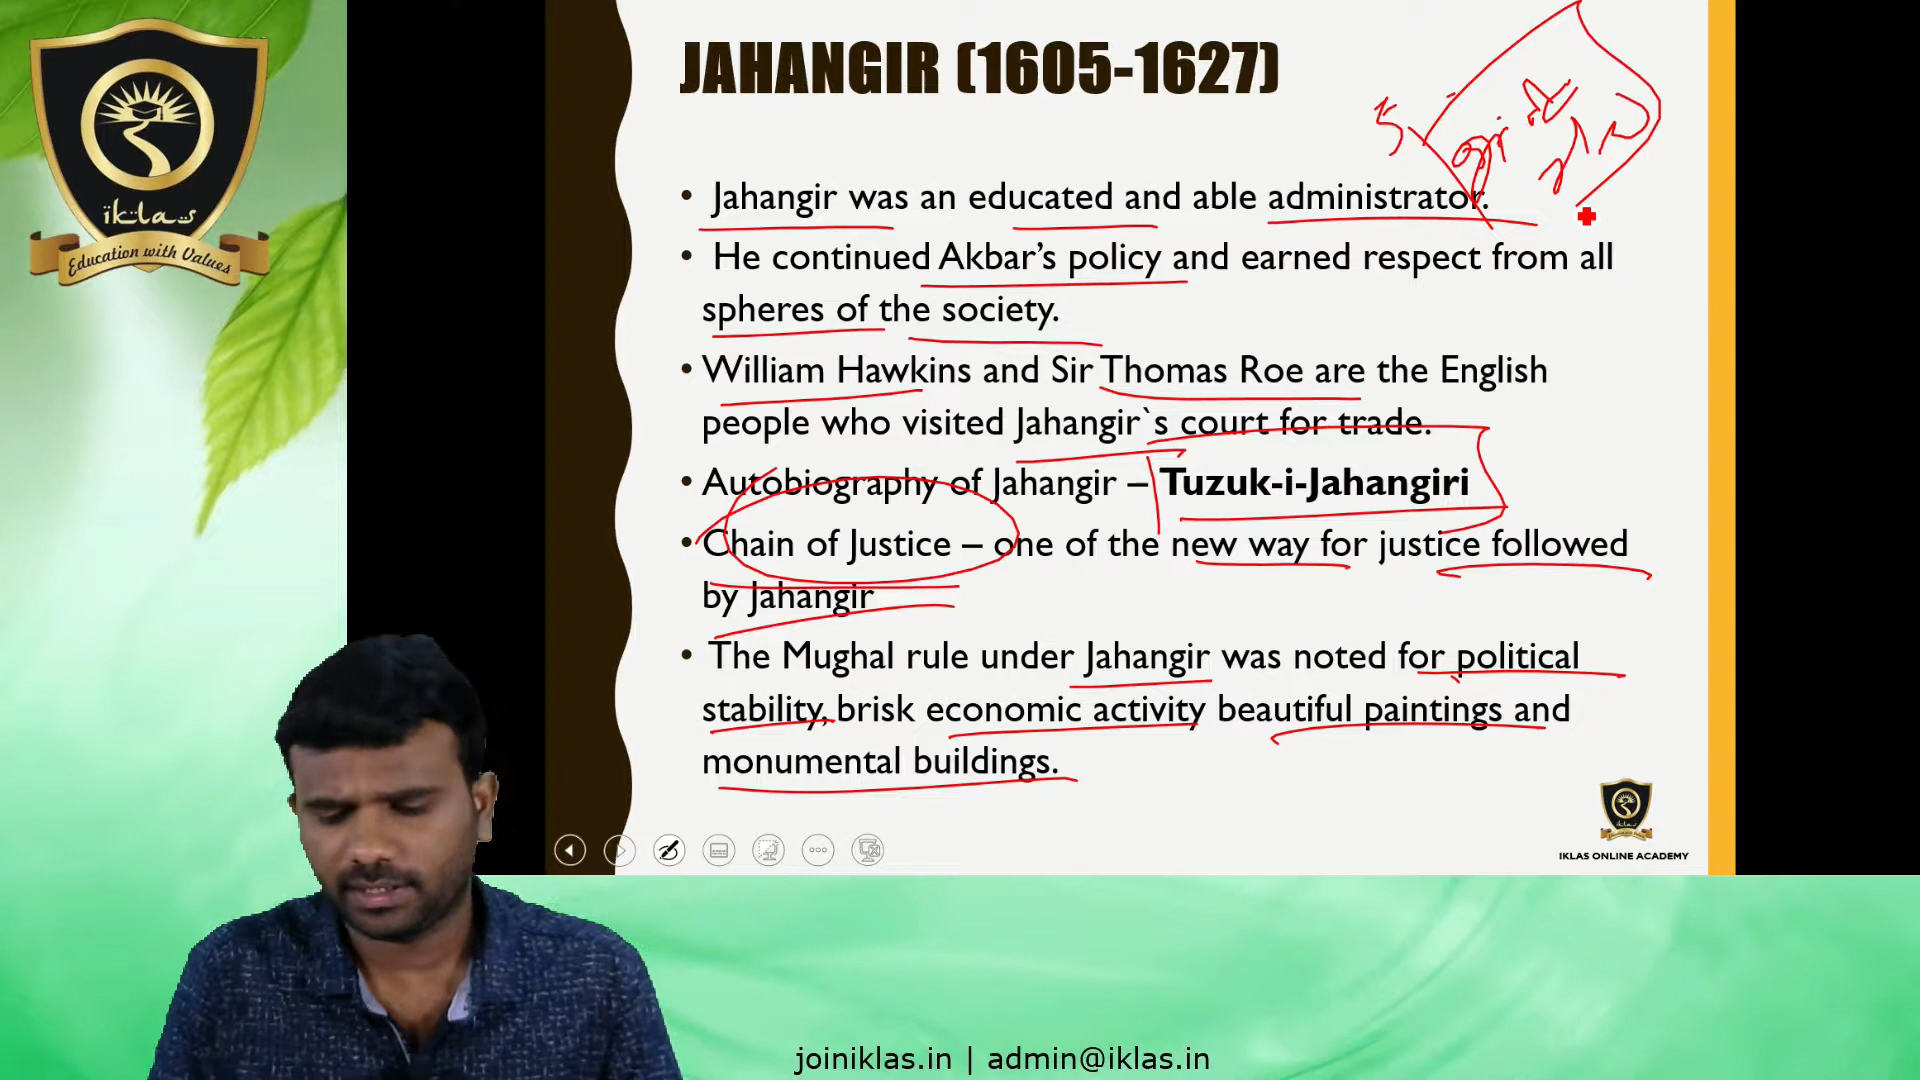 JAHANGIR (1605-1627)
• Jahangir was an educated and able administrator.
• He continued Akbar’s policy and earned respect from all
spheres of the society.
• William Hawkins and Sir Thomas Roe are the English
people who visited Jahangir`s court for trade.
• Autobiography of Jahangir – Tuzuk-i-Jahangiri
• Chain of Justice – one of the new way for justice followed
by Jahangir
• The Mughal rule under Jahangir was noted for political
stability, brisk economic activity beautiful paintings and
monumental buildings.
iklas
Education with Values
iklas
IKLAS ONLINE ACADEMY
joiniklas.in | admin@iklas.in